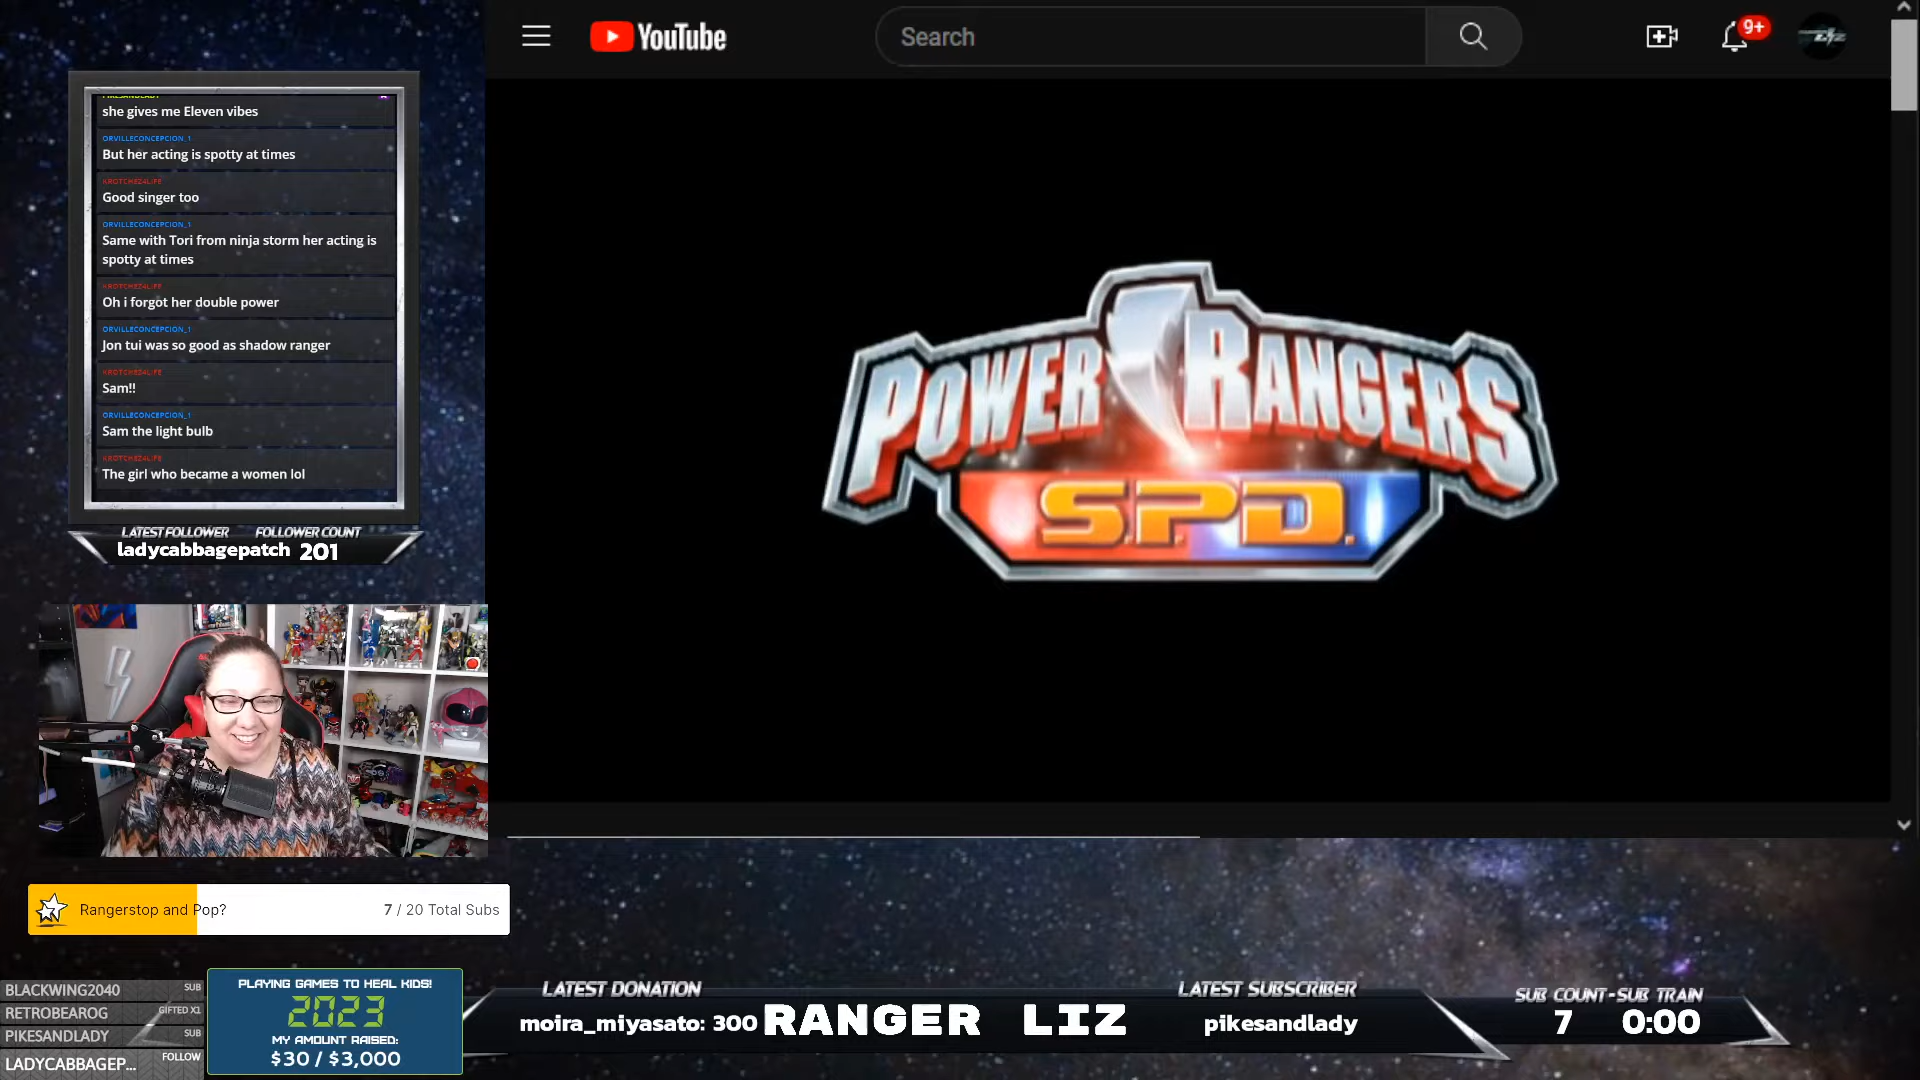 YouTube
Search
9+
she gives me Eleven vibes
ORVILLECONCEPCION_1
But her acting is spotty at times
KROTCHE24LIFE
Good singer too
ORVILLECONCEPCION_1
Same with Tori from ninja storm her acting is
spotty at times
KROTCHE24LIFE
Oh i forgot her double power
ORVILLECONCEPCION_1
Jon tui was so good as shadow ranger
KROTCHE24LIFE
Sam!!
ORVILLECONCEPCION_1
Sam the light bulb
KROTCHE24LIFE
The girl who became a women lol
LATEST FOLLOWER FOLLOWER COUNT
ladycabbagepatch 201
POWER RANGERS
S.P.D.
Rangerstop and Pop? 7 / 20 Total Subs
BLACKWING2040 SUB
RETROBEAROG GIFTED X1
PIKESANDLADY SUB
LADYCABBAGEP... FOLLOW
PLAYING GAMES TO HEAL KIDS!
2023
MY AMOUNT RAISED:
$30 / $3,000
LATEST DONATION
moira_miyasato: 300
RANGER LIZ
LATEST SUBSCRIBER
pikesandlady
SUB COUNT-SUB TRAIN
7 0:00